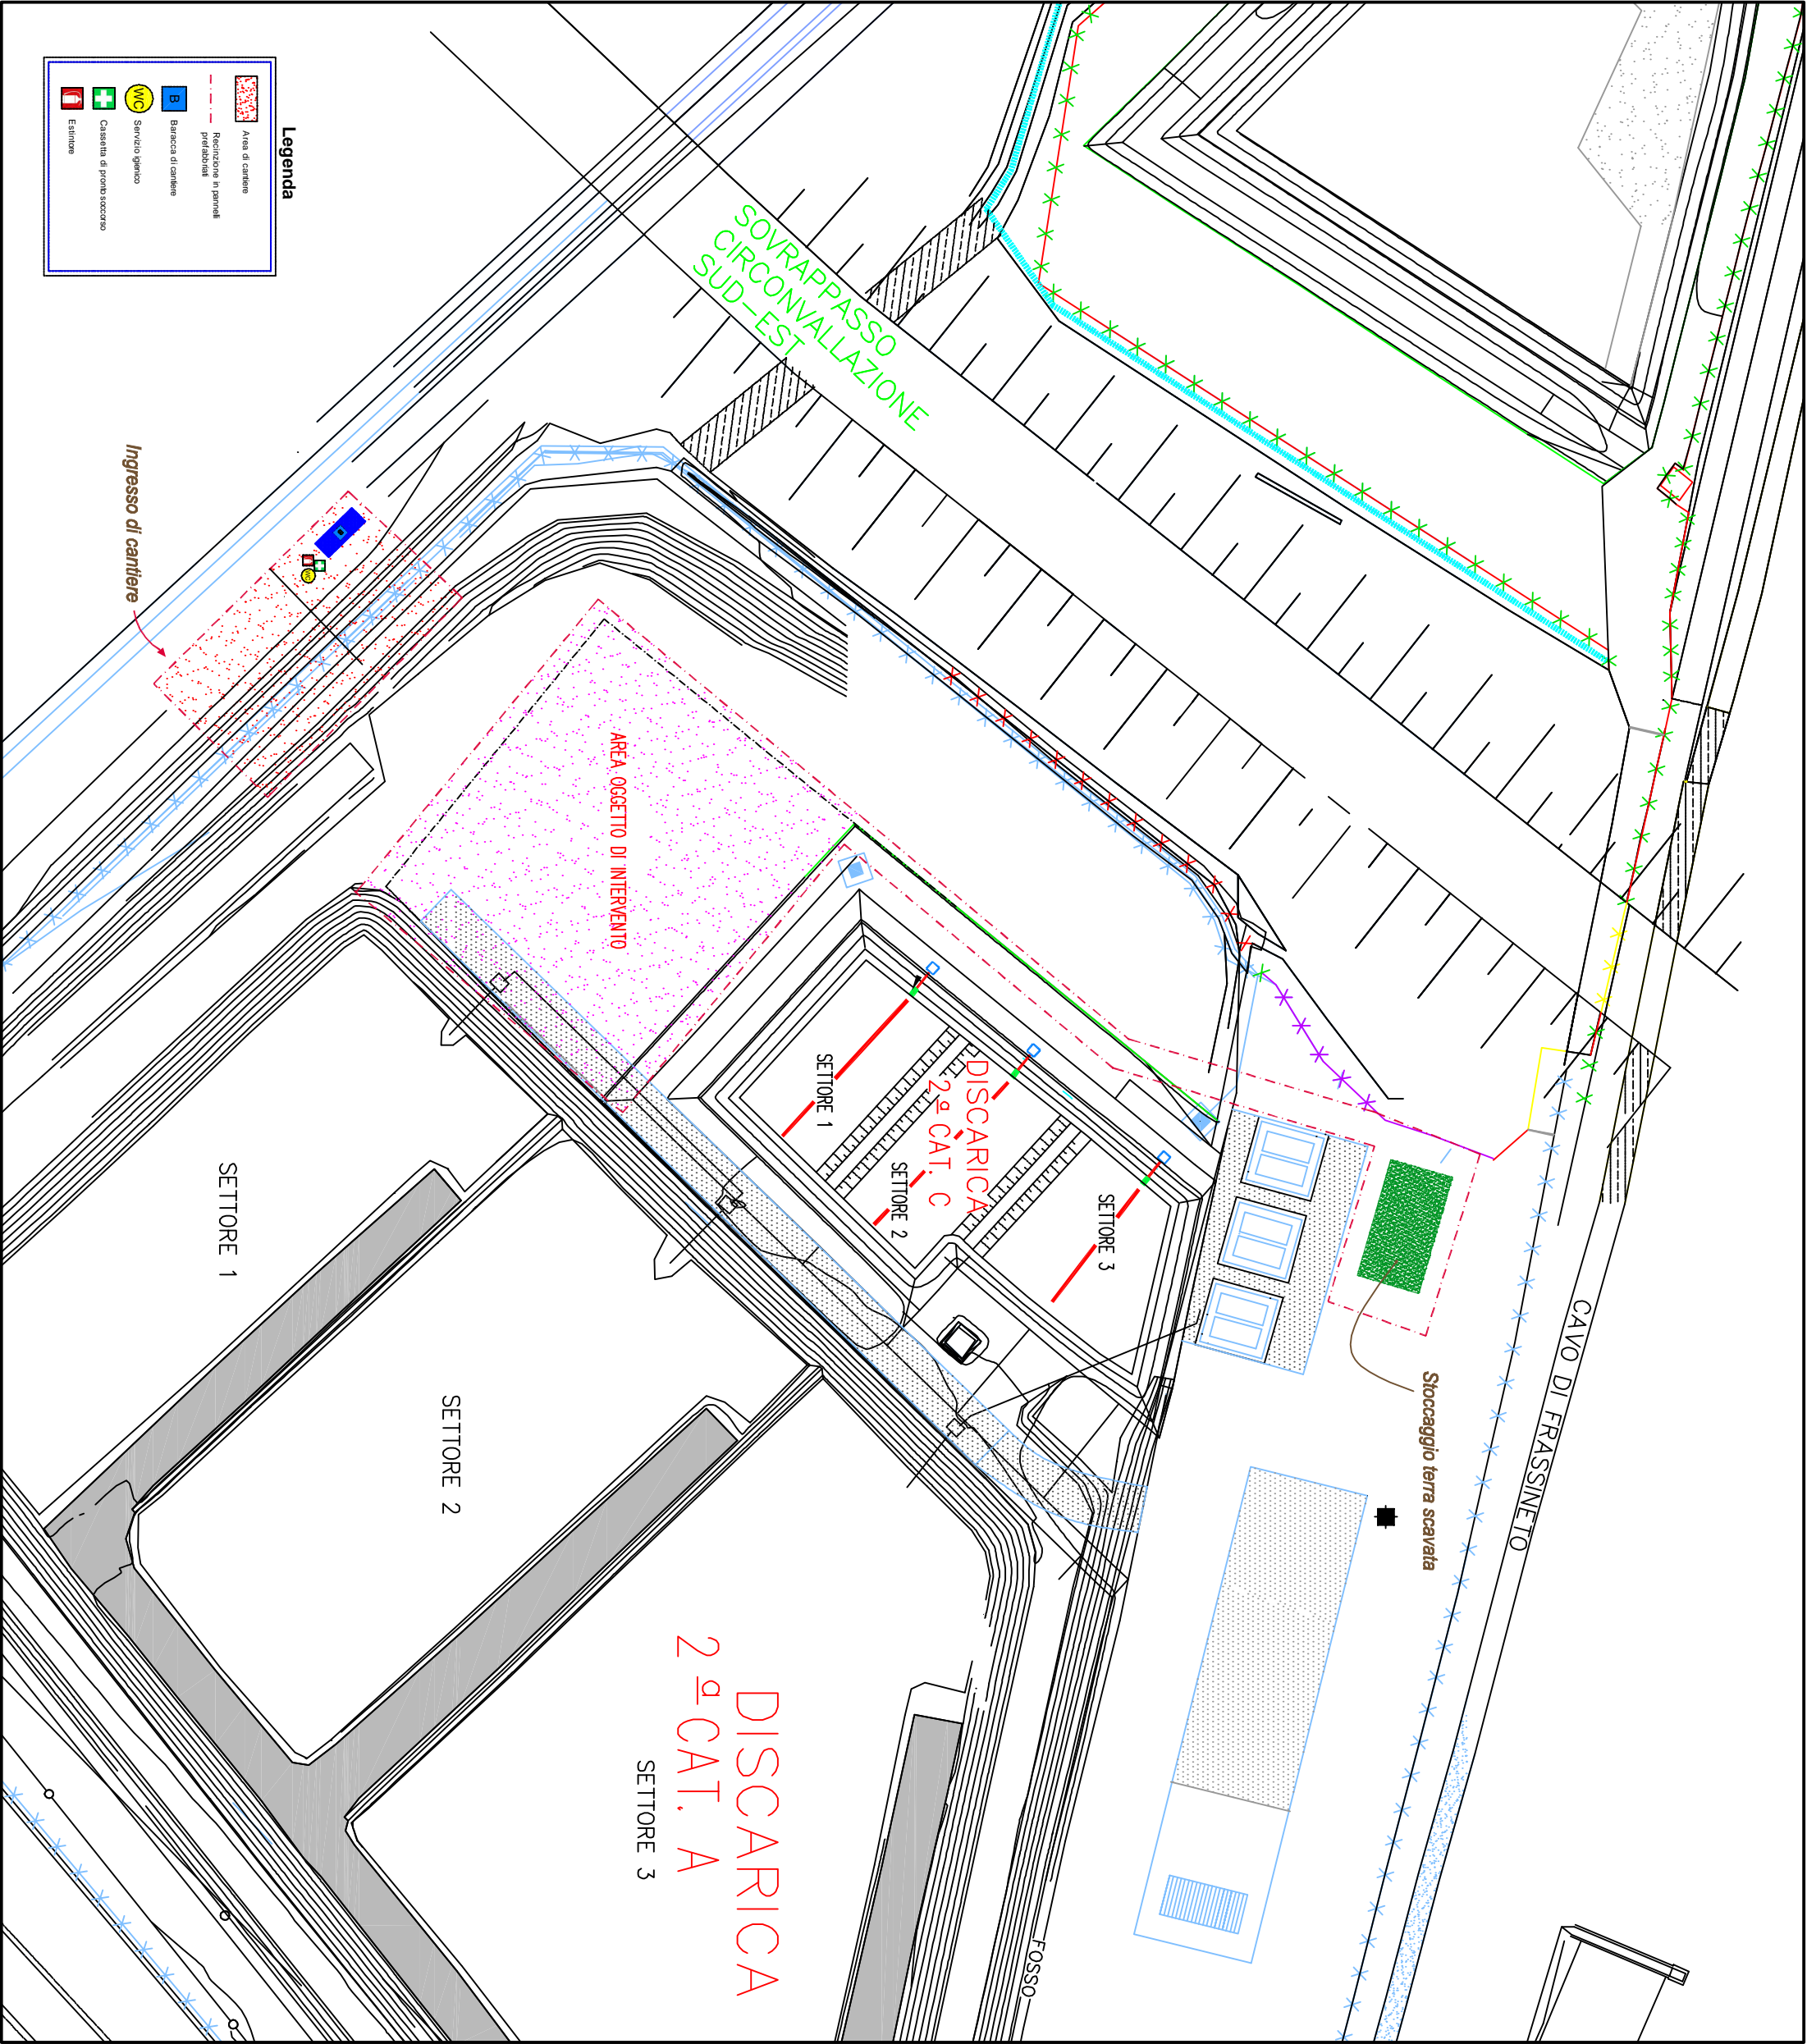 Legenda
Area di cantiere
Recinzione in pannelli
prefabbricati
B
Baracca di cantiere
WC
Servizio igienico
Cassetta di pronto soccorso
Estintore
SOVRAPPASSO
CIRCONVALLAZIONE
SUD-EST
Ingresso di cantiere
WC
AREA OGGETTO DI INTERVENTO
DISCARICA
2ª CAT. C
SETTORE 1
SETTORE 2
SETTORE 3
CAVO DI FRASSINETO
Stoccaggio terra scavata
SETTORE 1
SETTORE 2
SETTORE 3
DISCARICA
2ª CAT. A
FOSSO